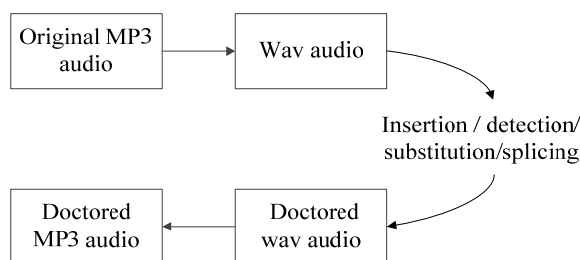 Original MP3
audio
Wav audio
Insertion / detection/
substitution/splicing
Doctored
wav audio
Doctored
MP3 audio